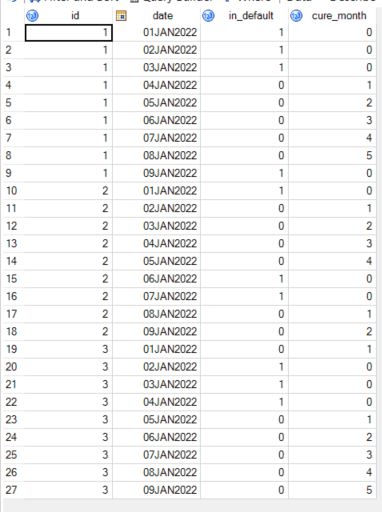 id date in_default cure_month
1 1 01JAN2022 1 0
2 1 02JAN2022 1 0
3 1 03JAN2022 1 0
4 1 04JAN2022 0 1
5 1 05JAN2022 0 2
6 1 06JAN2022 0 3
7 1 07JAN2022 0 4
8 1 08JAN2022 0 5
9 1 09JAN2022 1 0
10 2 01JAN2022 1 0
11 2 02JAN2022 0 1
12 2 03JAN2022 0 2
13 2 04JAN2022 0 3
14 2 05JAN2022 0 4
15 2 06JAN2022 1 0
16 2 07JAN2022 1 0
17 2 08JAN2022 0 1
18 2 09JAN2022 0 2
19 3 01JAN2022 0 1
20 3 02JAN2022 1 0
21 3 03JAN2022 1 0
22 3 04JAN2022 1 0
23 3 05JAN2022 0 1
24 3 06JAN2022 0 2
25 3 07JAN2022 0 3
26 3 08JAN2022 0 4
27 3 09JAN2022 0 5